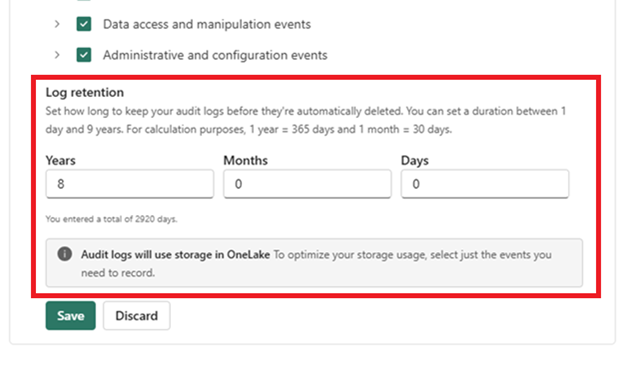 Data access and manipulation events
Administrative and configuration events
Log retention
Set how long to keep your audit logs before they're automatically deleted. You can set a duration between 1
day and 9 years. For calculation purposes, 1 year = 365 days and 1 month = 30 days.
Years Months Days
8 0 0
You entered a total of 2920 days.
Audit logs will use storage in OneLake To optimize your storage usage, select just the events you
need to record.
Save Discard